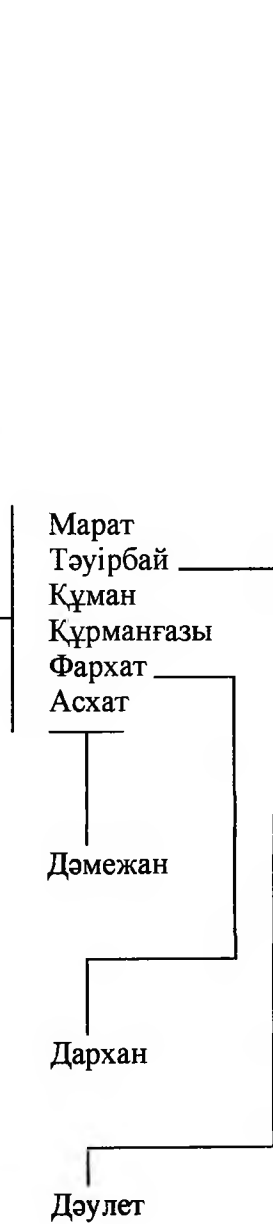 Марат
Тәуірбай
Құман
Құрманғазы
Фархат
Асхат
Дәмежан
Дархан
Дәулет